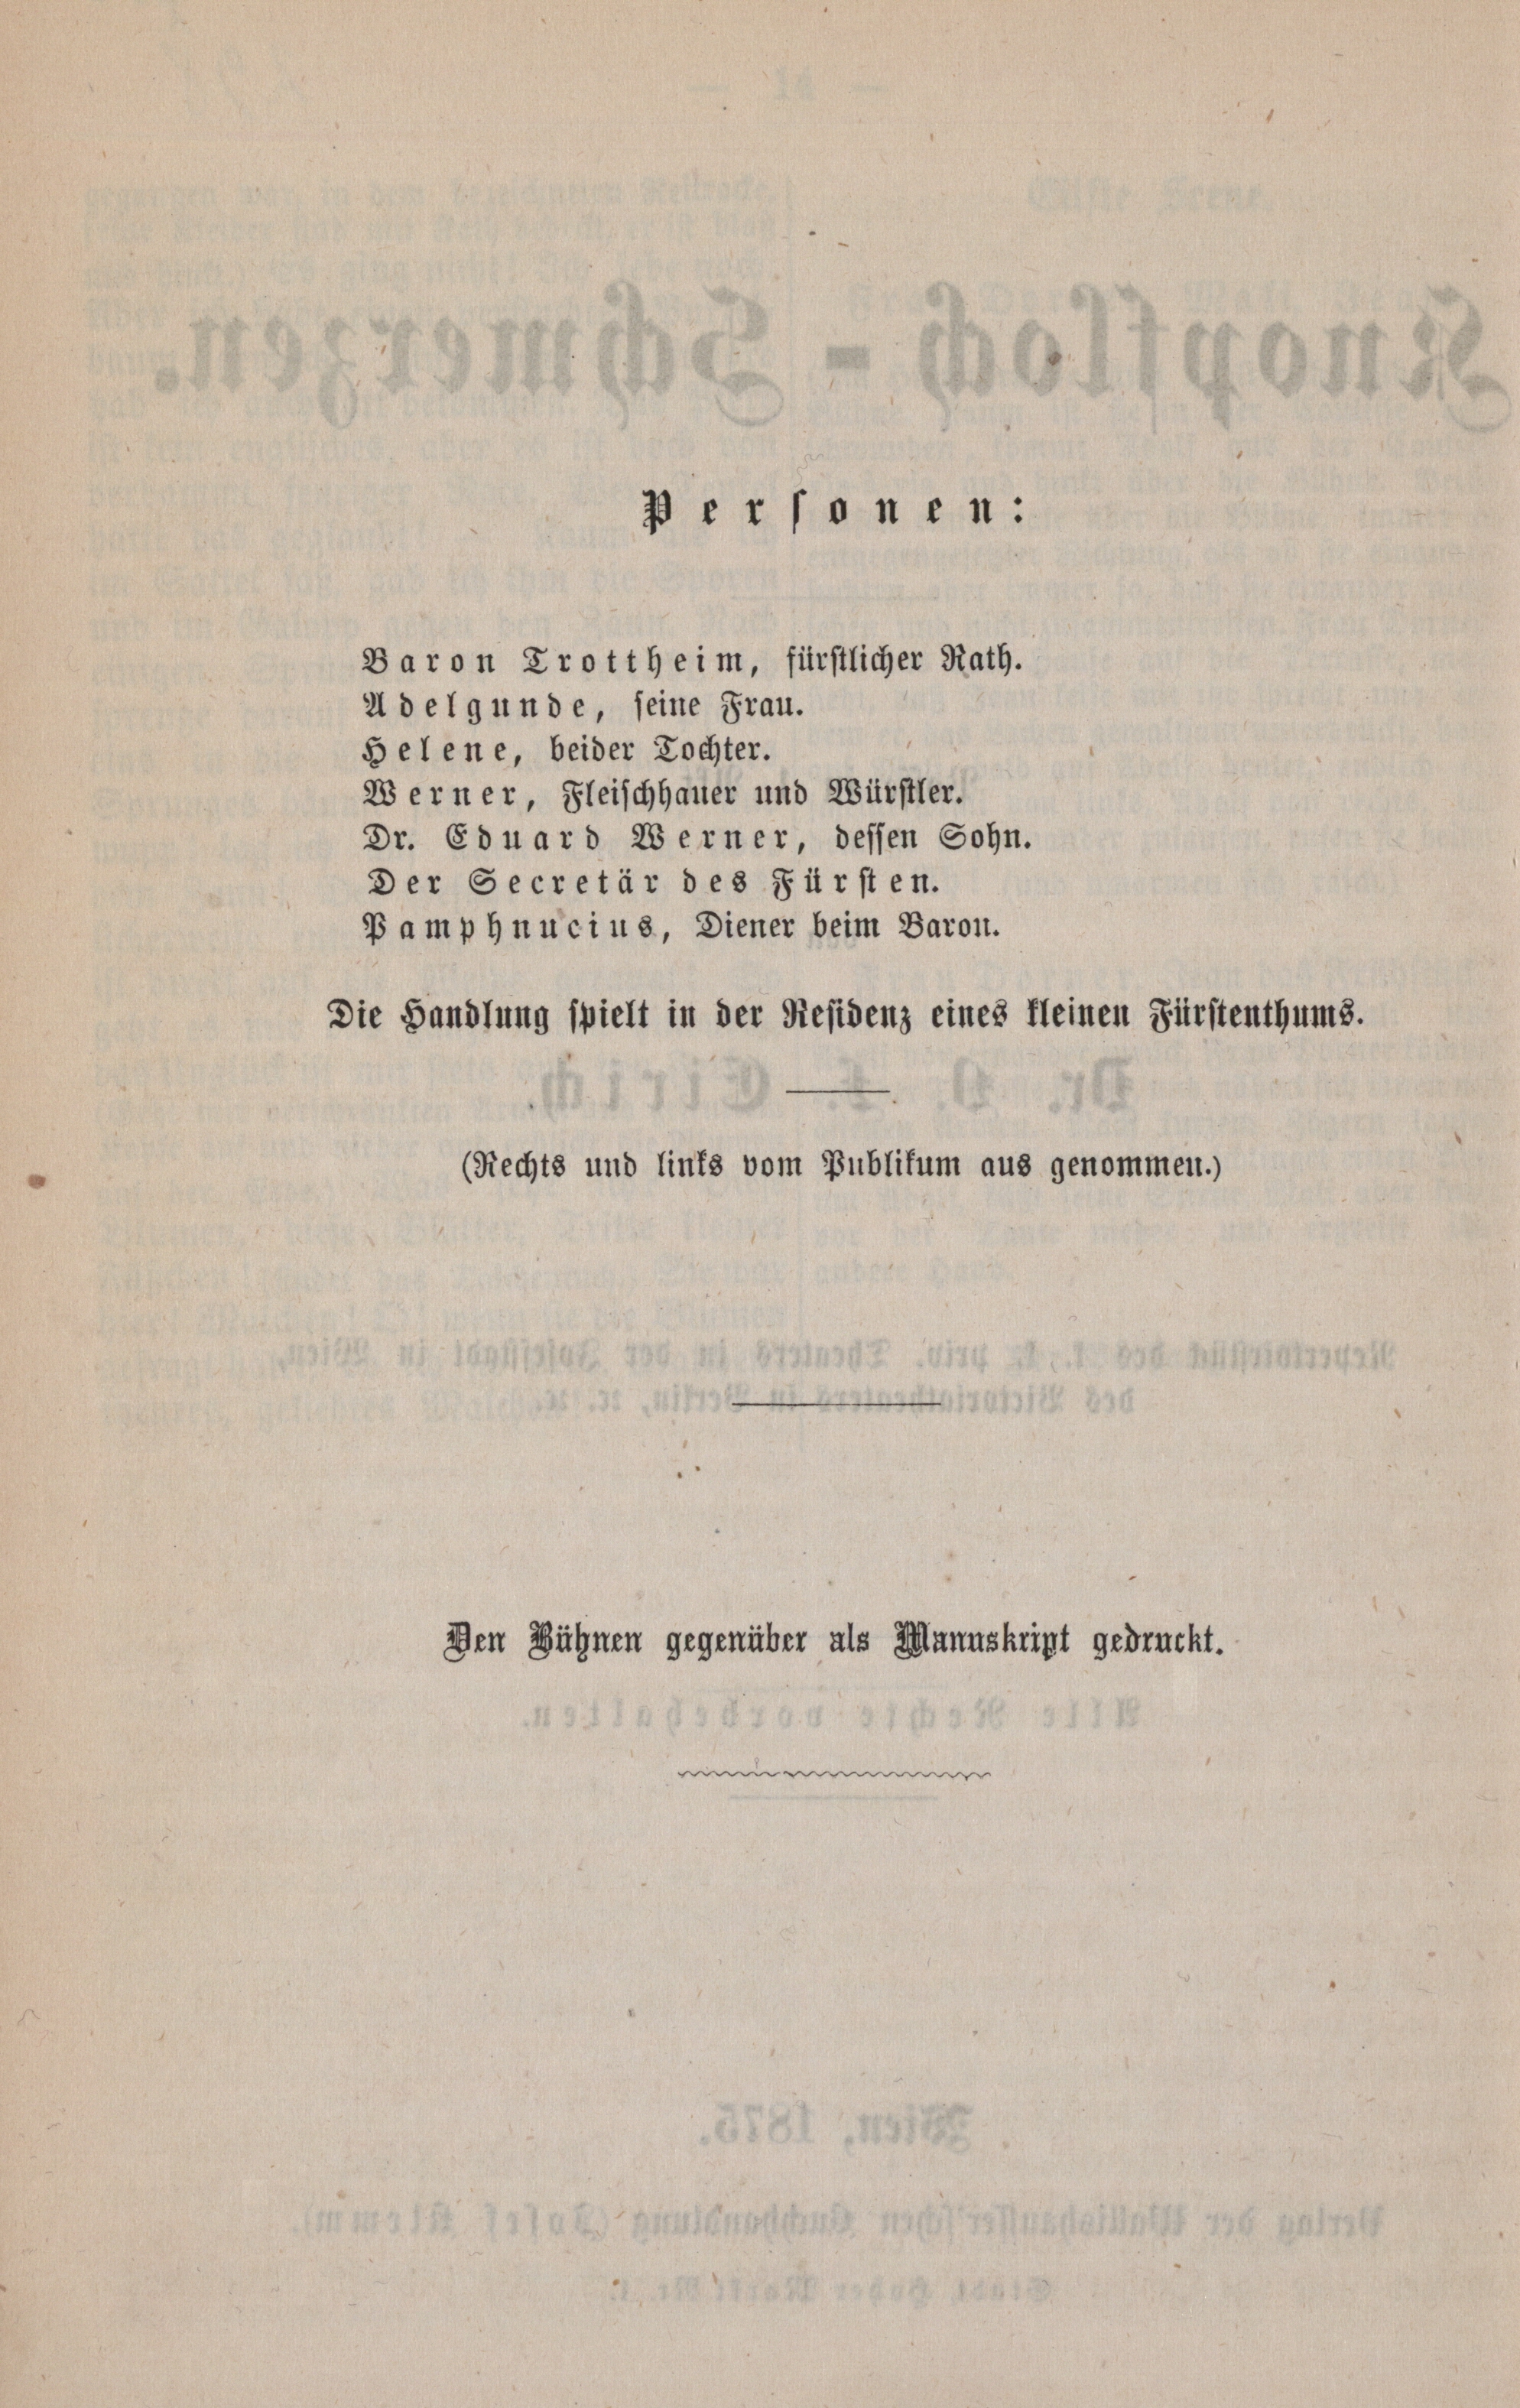 Personen:
Baron Trottheim, fürstlicher Rath.
Adelgunde, seine Frau.
Helene, beider Tochter.
Werner, Fleischhauer und Würstler.
Dr. Eduard Werner, dessen Sohn.
Der Secretär des Fürsten.
Pamphnucius, Diener beim Baron.
Die Handlung spielt in der Residenz eines kleinen Fürstenthums.
(Rechts und links vom Publikum aus genommen.)
Den Bühnen gegenüber als Manuskript gedruckt.